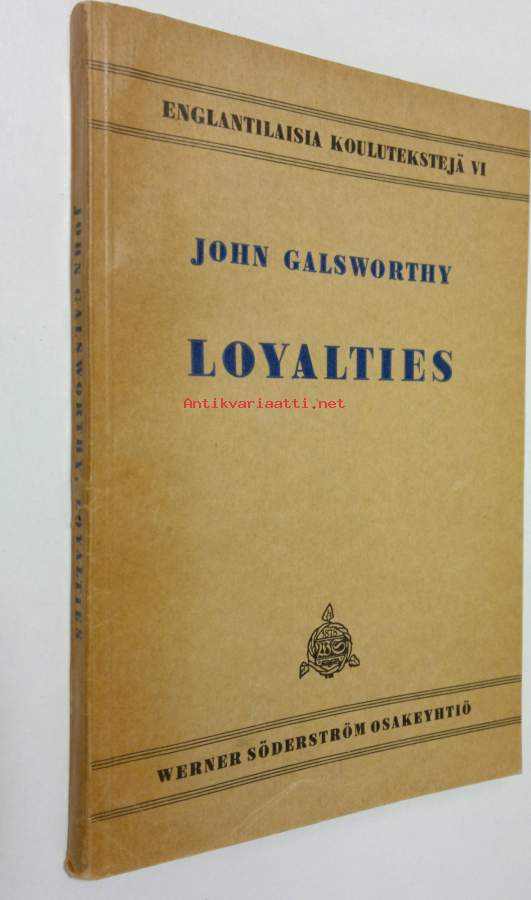 ENGLANTILAISIA KOULUTEKSTEJÄ VI
JOHN GALSWORTHY
LOYALTIES
Antikvariaatti.net
WERNER SÖDERSTRÖM OSAKEYHTIÖ
JOHN GALSWORTHY, LOYALTIES